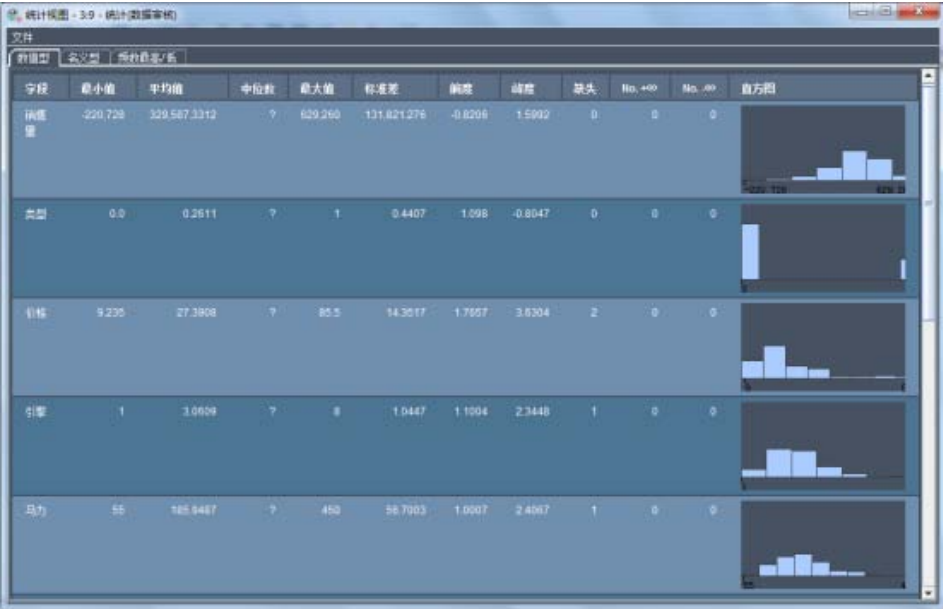 统计视图 - 3:9 - 统计(数据审核)
文件
数值型 名义型 频数最高/低
字段 最小值 平均值 中位数 最大值 标准差 偏度 峰度 缺失 No. +∞ No. -∞ 直方图
销售量 -220,728 329,587.3312 ? 629,260 131,821.276 -0.8296 1.5992 0 0 0
类型 0.0 0.2611 ? 1 0.4407 1.098 -0.8047 0 0 0
价格 9.235 27.3908 ? 85.5 14.3517 1.7657 3.6304 2 0 0
引擎 1 3.0609 ? 8 1.0447 1.1004 2.3448 1 0 0
马力 55 185.9487 ? 450 56.7003 1.0007 2.4067 1 0 0